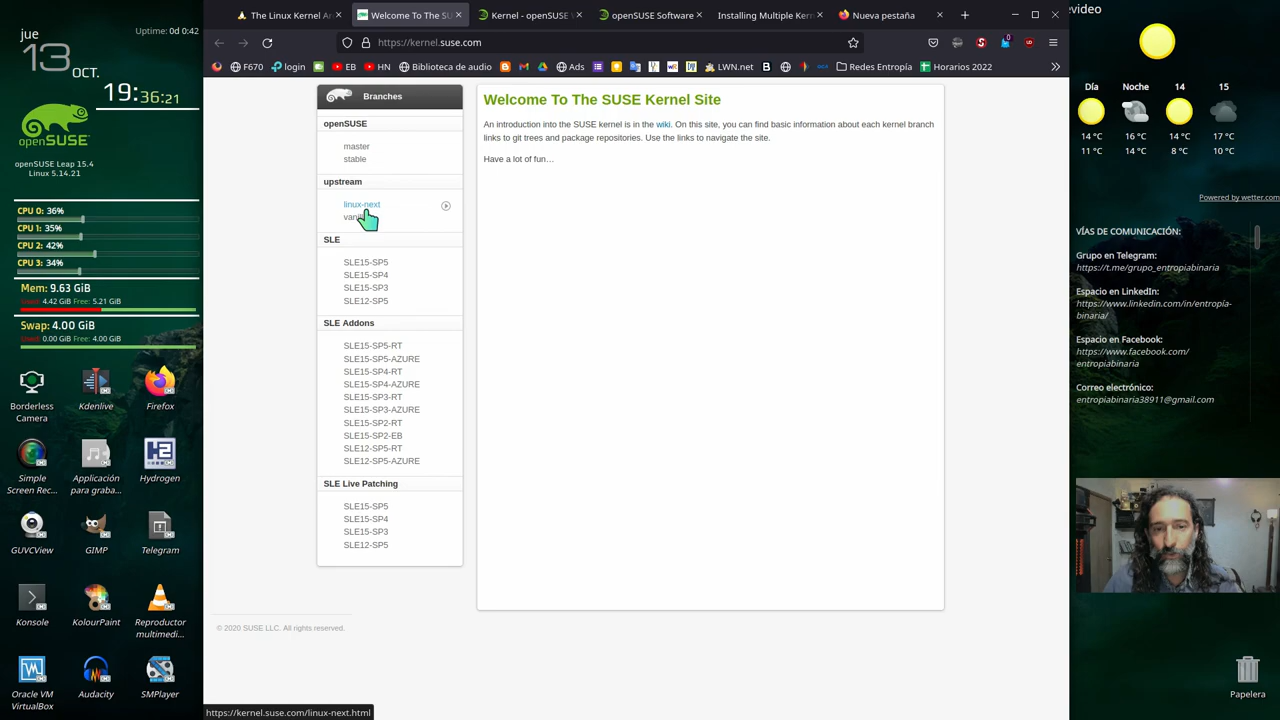 jue
13
OCT.
Uptime: 0d 0:42
19:36:21
openSUSE
openSUSE Leap 15.4
Linux 5.14.21
CPU 0: 36%
CPU 1: 35%
CPU 2: 42%
CPU 3: 34%
Mem: 9.63 GiB
Used: 4.42 GiB Free: 5.21 GiB
Swap: 4.00 GiB
Used: 0.00 GiB Free: 4.00 GiB
Borderless Camera
Kdenlive
Firefox
Simple Screen Rec...
Aplicación para graba...
Hydrogen
GUVCView
GIMP
Telegram
Konsole
KolourPaint
Reproductor multimedi...
Oracle VM VirtualBox
Audacity
SMPlayer
The Linux Kernel Ar
Welcome To The SU
Kernel - openSUSE W
openSUSE Software
Installing Multiple Kern
Nueva pestaña
https://kernel.suse.com
F670
login
EB
HN
Biblioteca de audio
Ads
LWN.net
Redes Entropía
Horarios 2022
Branches
openSUSE
master
stable
upstream
linux-next
SLE
SLE15-SP5
SLE15-SP4
SLE15-SP3
SLE12-SP5
SLE Addons
SLE15-SP5-RT
SLE15-SP5-AZURE
SLE15-SP4-RT
SLE15-SP4-AZURE
SLE15-SP3-RT
SLE15-SP3-AZURE
SLE15-SP2-RT
SLE15-SP2-EB
SLE12-SP5-RT
SLE12-SP5-AZURE
SLE Live Patching
SLE15-SP5
SLE15-SP4
SLE15-SP3
SLE12-SP5
Welcome To The SUSE Kernel Site
An introduction into the SUSE kernel is in the wiki. On this site, you can find basic information about each kernel branch
links to git trees and package repositories. Use the links to navigate the site.
Have a lot of fun…
© 2020 SUSE LLC. All rights reserved.
https://kernel.suse.com/linux-next.html
evideo
Día Noche 14 15
14 °C 16 °C 14 °C 17 °C
11 °C 14 °C 8 °C 10 °C
Powered by wetter.com
VÍAS DE COMUNICACIÓN:
Grupo en Telegram:
https://t.me/grupo_entropiabinaria
Espacio en LinkedIn:
https://www.linkedin.com/in/entropía-
binaria/
Espacio en Facebook:
https://www.facebook.com/
entropiabinaria
Correo electrónico:
entropiabinaria38911@gmail.com
Papelera